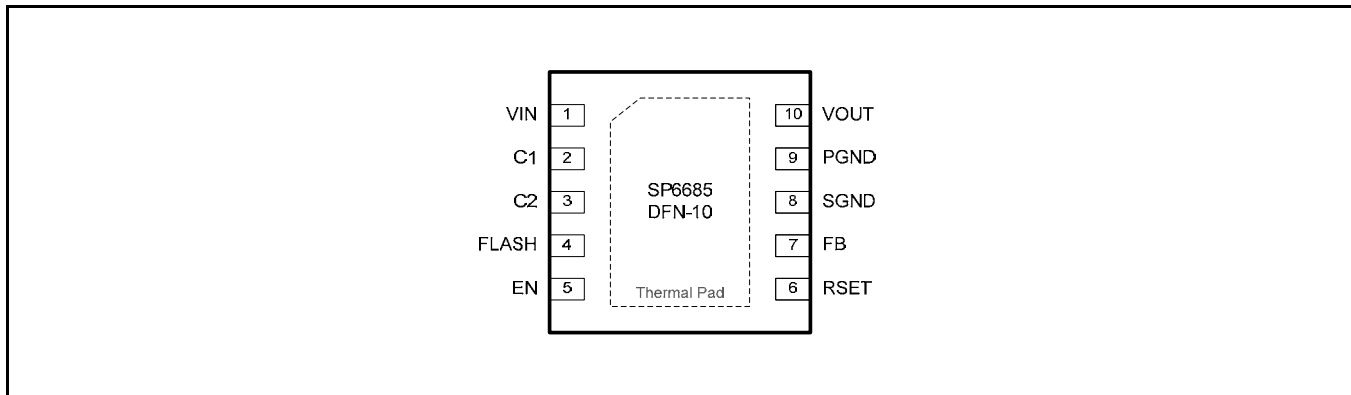 VIN 1
C1 2
C2 3
FLASH 4
EN 5
SP6685
DFN-10
Thermal Pad
10 VOUT
9 PGND
8 SGND
7 FB
6 RSET